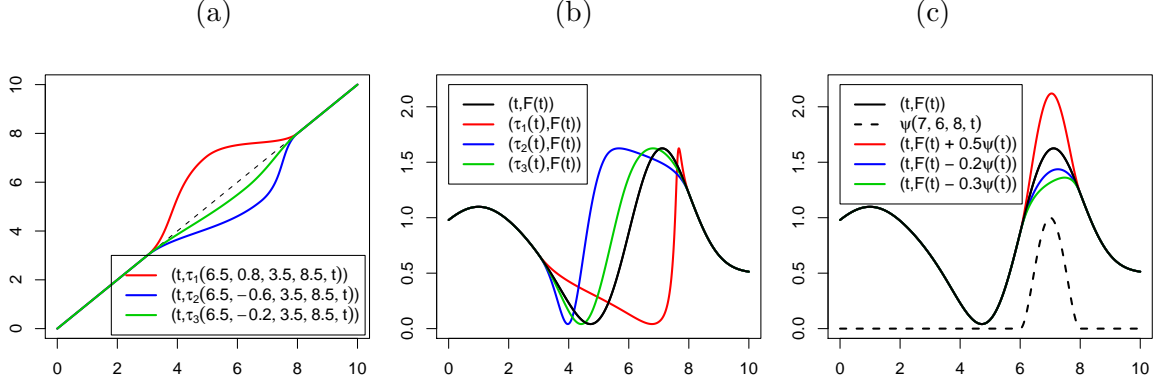 (a)
(b)
(c)
10
8
6
4
2
0
0 2 4 6 8 10
(t,τ₁(6.5, 0.8, 3.5, 8.5, t))
(t,τ₂(6.5, −0.6, 3.5, 8.5, t))
(t,τ₃(6.5, −0.2, 3.5, 8.5, t))
2.0
1.5
1.0
0.5
0.0
0 2 4 6 8 10
(t,F(t))
(τ₁(t),F(t))
(τ₂(t),F(t))
(τ₃(t),F(t))
2.0
1.5
1.0
0.5
0.0
0 2 4 6 8 10
(t,F(t))
ψ(7, 6, 8, t)
(t,F(t) + 0.5ψ(t))
(t,F(t) − 0.2ψ(t))
(t,F(t) − 0.3ψ(t))